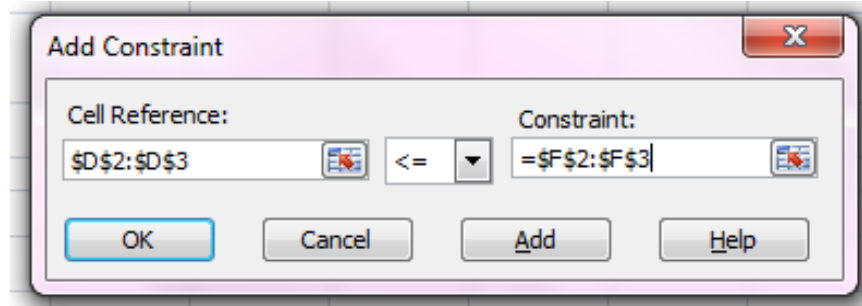 Add Constraint
Cell Reference:
Constraint:
$D$2:$D$3
<=
=$F$2:$F$3
OK
Cancel
Add
Help